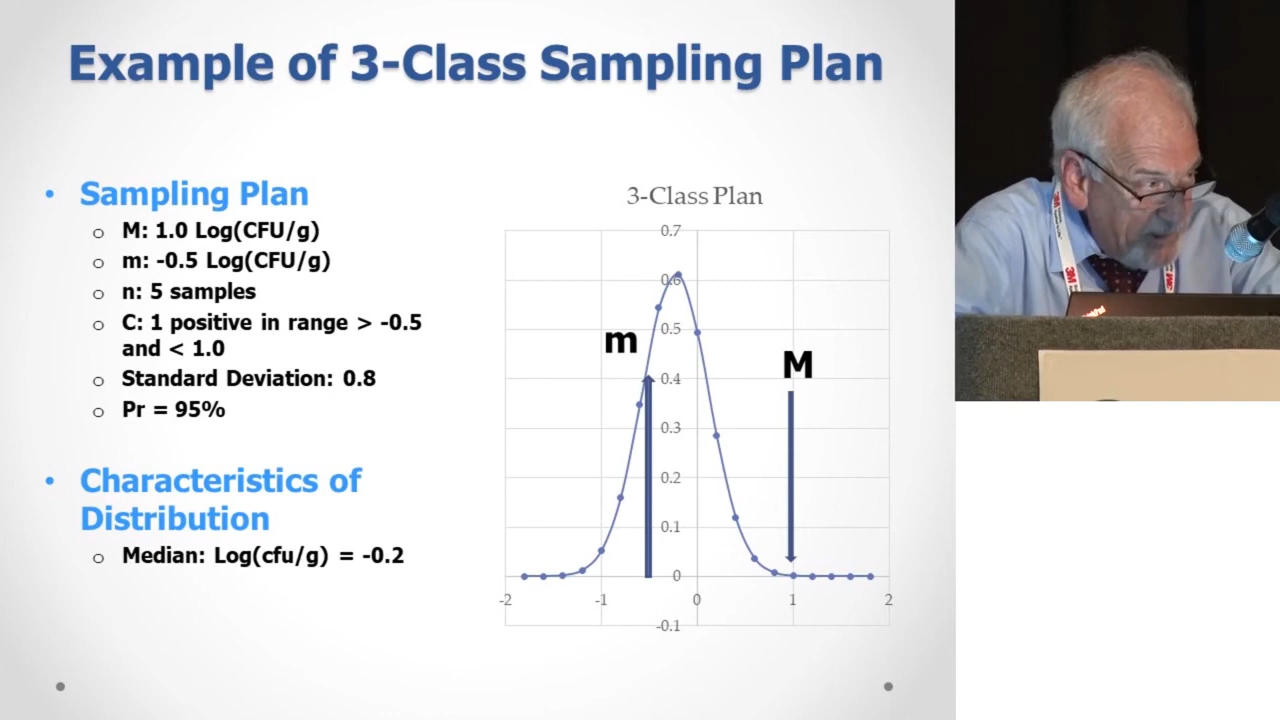 Example of 3-Class Sampling Plan
• Sampling Plan
o M: 1.0 Log(CFU/g)
o m: -0.5 Log(CFU/g)
o n: 5 samples
o C: 1 positive in range > -0.5
and < 1.0
o Standard Deviation: 0.8
o Pr = 95%
• Characteristics of
Distribution
o Median: Log(cfu/g) = -0.2
3-Class Plan
0.7
0.6
0.5
0.4
0.3
0.2
0.1
0
-0.1
-2 -1 0 1 2
m
M
3M
3M